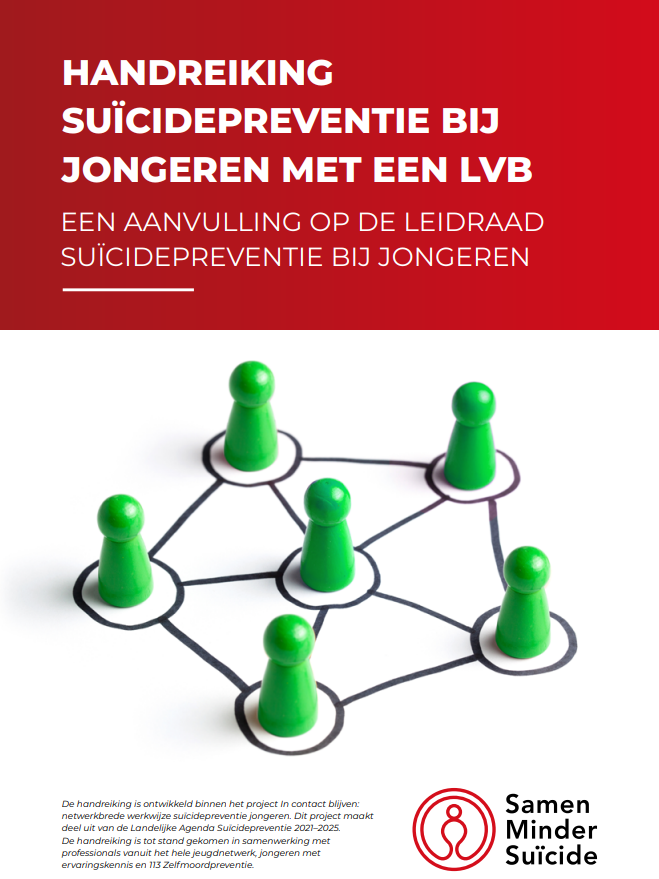 HANDREIKING
SUÏCIDEPREVENTIE BIJ
JONGEREN MET EEN LVB
EEN AANVULLING OP DE LEIDRAAD
SUÏCIDEPREVENTIE BIJ JONGEREN
De handreiking is ontwikkeld binnen het project In contact blijven:
netwerkbrede werkwijze suïcidepreventie jongeren. Dit project maakt
deel uit van de Landelijke Agenda Suïcidepreventie 2021–2025.
De handreiking is tot stand gekomen in samenwerking met
professionals vanuit het hele jeugdnetwerk, jongeren met
ervaringskennis en 113 Zelfmoordpreventie.
Samen
Minder
Suïcide